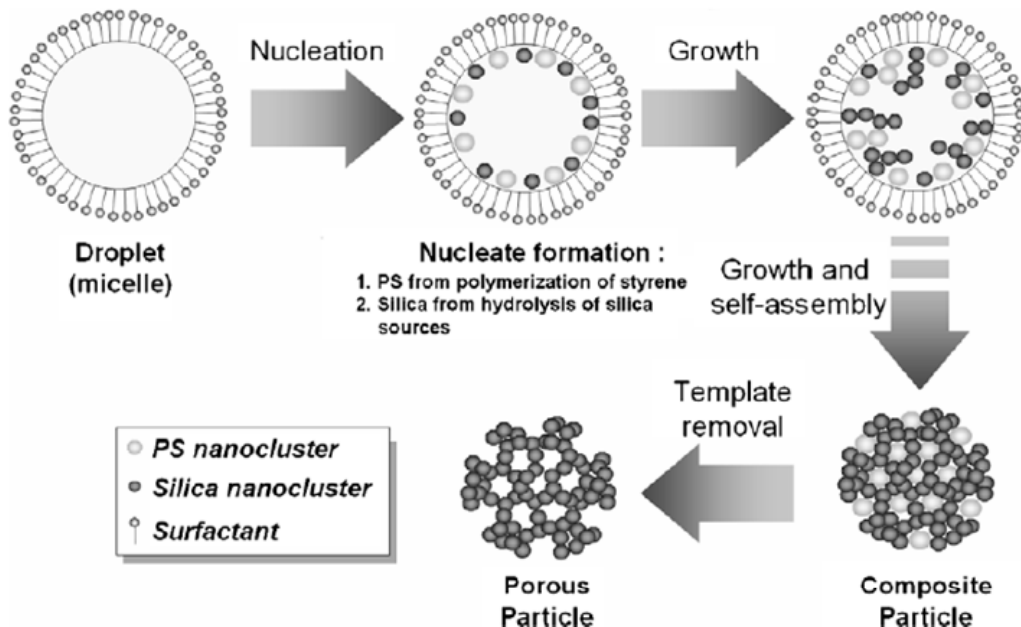 Nucleation
Growth
Droplet
(micelle)
Nucleate formation :
1. PS from polymerization of styrene
2. Silica from hydrolysis of silica
sources
Growth and
self-assembly
Template
removal
PS nanocluster
Silica nanocluster
Surfactant
Porous
Particle
Composite
Particle